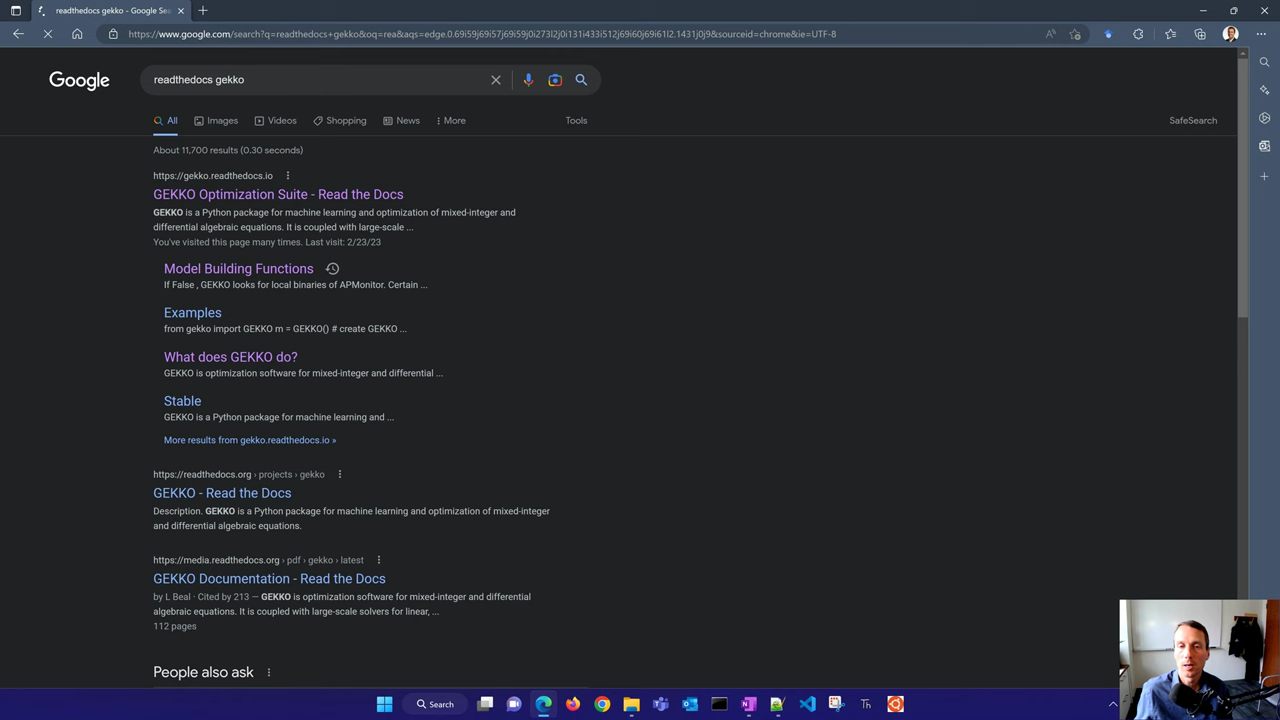 readthedocs gekko - Google Sea
https://www.google.com/search?q=readthedocs+gekko&oq=rea&aqs=edge.0.69i59j69i57j69i59j0i273l2j0i131i433i512j69i60j69i61l2.1431j0j9&sourceid=chrome&ie=UTF-8
Google
readthedocs gekko
All
Images
Videos
Shopping
News
More
Tools
SafeSearch
About 11,700 results (0.30 seconds)
https://gekko.readthedocs.io
GEKKO Optimization Suite - Read the Docs
GEKKO is a Python package for machine learning and optimization of mixed-integer and
differential algebraic equations. It is coupled with large-scale ...
You've visited this page many times. Last visit: 2/23/23
Model Building Functions
If False , GEKKO looks for local binaries of APMonitor. Certain ...
Examples
from gekko import GEKKO m = GEKKO() # create GEKKO ...
What does GEKKO do?
GEKKO is optimization software for mixed-integer and differential ...
Stable
GEKKO is a Python package for machine learning and ...
More results from gekko.readthedocs.io »
https://readthedocs.org › projects › gekko
GEKKO - Read the Docs
Description. GEKKO is a Python package for machine learning and optimization of mixed-integer
and differential algebraic equations.
https://media.readthedocs.org › pdf › gekko › latest
GEKKO Documentation - Read the Docs
by L Beal · Cited by 213 — GEKKO is optimization software for mixed-integer and differential
algebraic equations. It is coupled with large-scale solvers for linear, ...
112 pages
People also ask
Search
Th